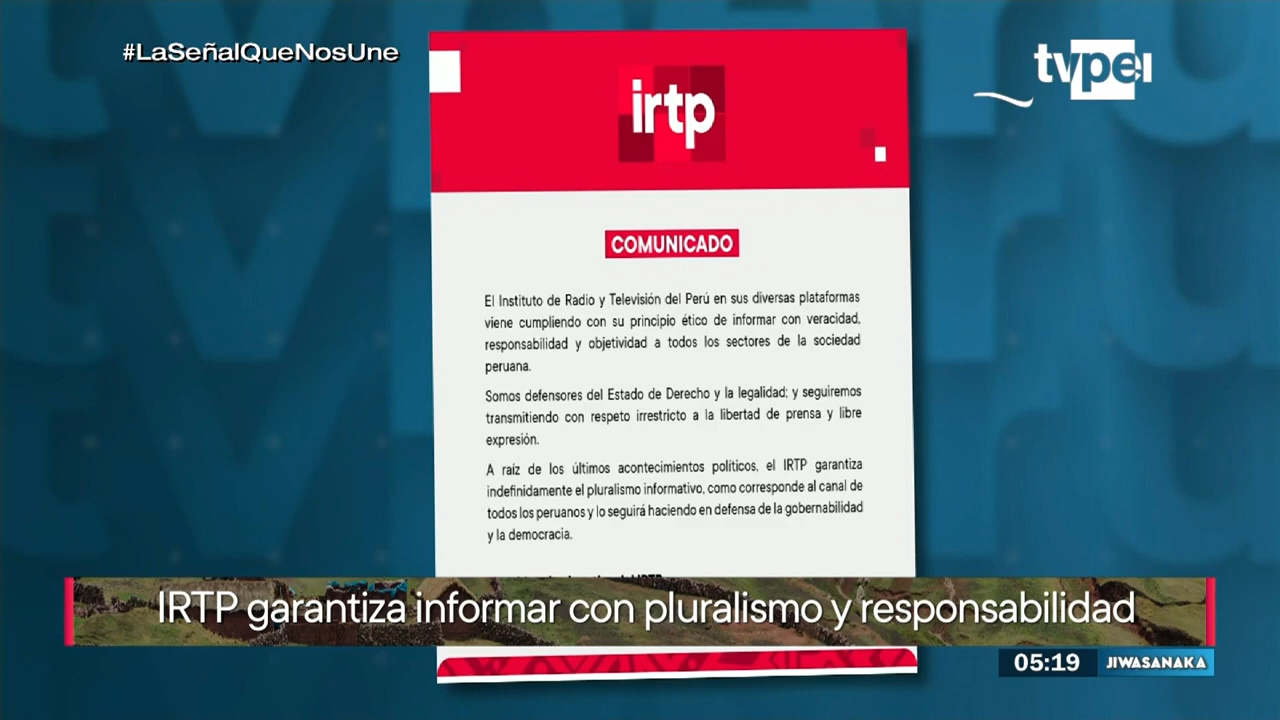 #LaSeñalQueNosUne
tvperú
irtp
COMUNICADO
El Instituto de Radio y Televisión del Perú en sus diversas plataformas
viene cumpliendo con su principio ético de informar con veracidad,
responsabilidad y objetividad a todos los sectores de la sociedad
peruana.
Somos defensores del Estado de Derecho y la legalidad; y seguiremos
transmitiendo con respeto irrestricto a la libertad de prensa y libre
expresión.
A raíz de los últimos acontecimientos políticos, el IRTP garantiza
indefinidamente el pluralismo informativo, como corresponde al canal de
todos los peruanos y lo seguirá haciendo en defensa de la gobernabilidad
y la democracia.
IRTP garantiza informar con pluralismo y responsabilidad
05:19 JIWASANAKA